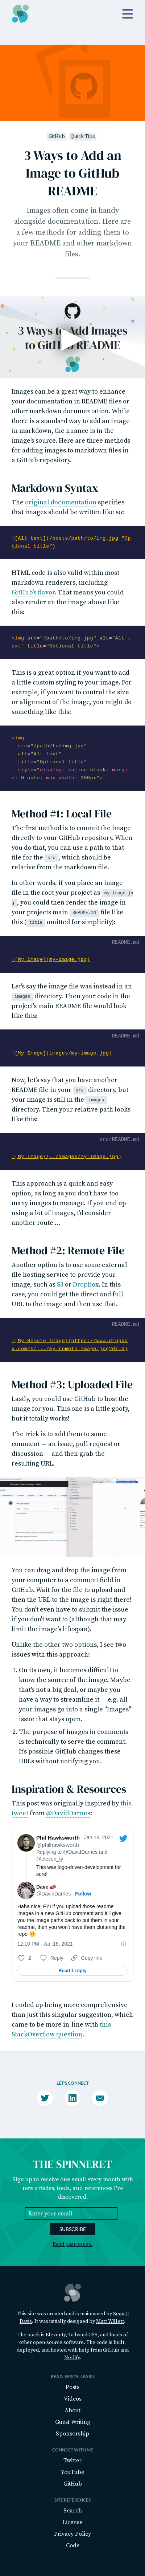 GitHub Quick Tips
3 Ways to Add an
Image to GitHub
README
Images often come in handy
alongside documentation. Here are
a few methods for adding them to
your README and other markdown
files.
3 Ways to Add Images
to GitHub README
Images can be a great way to enhance
your documentation in README files or
other markdown documentation. While
there is a standard way to add an image
in markdown, the nuance is in the
image's source. Here are three methods
for adding images to markdown files in
a GitHub repository.
Markdown Syntax
The original documentation specifies
that images should be written like so:
![Alt text](/posts/path/to/img.jpg "Op
tional title")
HTML code is also valid within most
markdown renderers, including
GitHub's flavor. That means you could
also render an the image above like
this:
<img src="/path/to/img.jpg" alt="Alt t
ext" title="Optional title">
This is a great option if you want to add
a little custom styling to your image. For
example, if you want to control the size
or alignment of the image, you might do
something like this:
<img
src="/path/to/img.jpg"
alt="Alt text"
title="Optional title"
style="display: inline-block; margi
n: 0 auto; max-width: 300px">
Method #1: Local File
The first method is to commit the image
directly to your GitHub repository. When
you do that, you can use a path to that
file for the src, which should be
relative from the markdown file.
In other words, if you place an image
file in the root of your project as my-image.jp
g, you could then render the image in
your projects main README.md file like
this ( title omitted for simplicity):
README.md
![My Image](my-image.jpg)
Let's say the image file was instead in an
images directory. Then your code in the
project's main README file would look
like this:
README.md
![My Image](images/my-image.jpg)
Now, let's say that you have another
README file in your src directory, but
your image is still in the images
directory. Then your relative path looks
like this:
src/README.md
![My Image](../images/my-image.jpg)
This approach is a quick and easy
option, as long as you don't have too
many images to manage. If you end up
using a lot of images, I'd consider
another route ...
Method #2: Remote File
Another option is to use some external
file hosting service to provide your
image, such as S3 or Dropbox. In this
case, you could get the direct and full
URL to the image and then use that.
README.md
![My Remote Image](https://www.dropbo
x.com/s/.../my-remote-image.jpg?dl=0)
Method #3: Uploaded File
Lastly, you could use GitHub to host the
image for you. This one is a little goofy,
but it totally works!
The trick is to add them to some
comment — an issue, pull request or
discussion — and then grab the
resulting URL.
You can drag and drop the image from
your computer to a comment field in
GitHub. Wait for the file to upload and
then the URL to the image is right there!
You don't even have to submit the issue
if you don't want to (although that may
limit the image's lifespan).
Unlike the other two options, I see two
issues with this approach:
1. On its own, it becomes difficult to
know the source of the image. Maybe
that's not a big deal, or maybe you
have a way to streamline it — e.g. all
your images go into a single "Images"
issue that stays open.
2. The purpose of images in comments
is to technically to serve a comment.
It's possible GitHub could drop
images that were created through
issues, but then were outside issues
without notifying you.
Inspiration & Resources
This post was originally inspired by this
tweet from @DavidDarnes:
Phil Hawksworth · Jan 18, 2021
@philhawksworth
Replying to @DavidDarnes and
@eleven_ty
This was logo-driven-development for
sure!
Dave
@DavidDarnes · Follow
Haha nice! FYI if you upload those readme
images in a new GitHub comment and it'll give
you the image paths back to put them in your
readme file, then you won't have them cluttering the
repo
12:10 PM · Jan 18, 2021
2 Reply Copy link
Read 1 reply
I ended up being more comprehensive
than just this singular suggestion, which
came to be more in-line with this
StackOverflow question.
LET'S CONNECT
THE SPINNERET
Sign up to receive one email every month with
new articles, tools, and references I've
discovered.
Enter your email
SUBSCRIBE
Read past issues.
This site was created and is maintained by Sean C
Davis. It was formerly designed by Matt Willett.
The stack is Eleventy, Tailwind CSS, and loads of
other open-source software. The code is built,
deployed, and distributed with help from GitHub and
Netlify.
READ, WRITE, LEARN
Posts
Videos
About
Guest Writing
Sponsorship
CONNECT WITH ME
Twitter
YouTube
GitHub
SITE REFERENCES
Search
License
Privacy Policy
Code